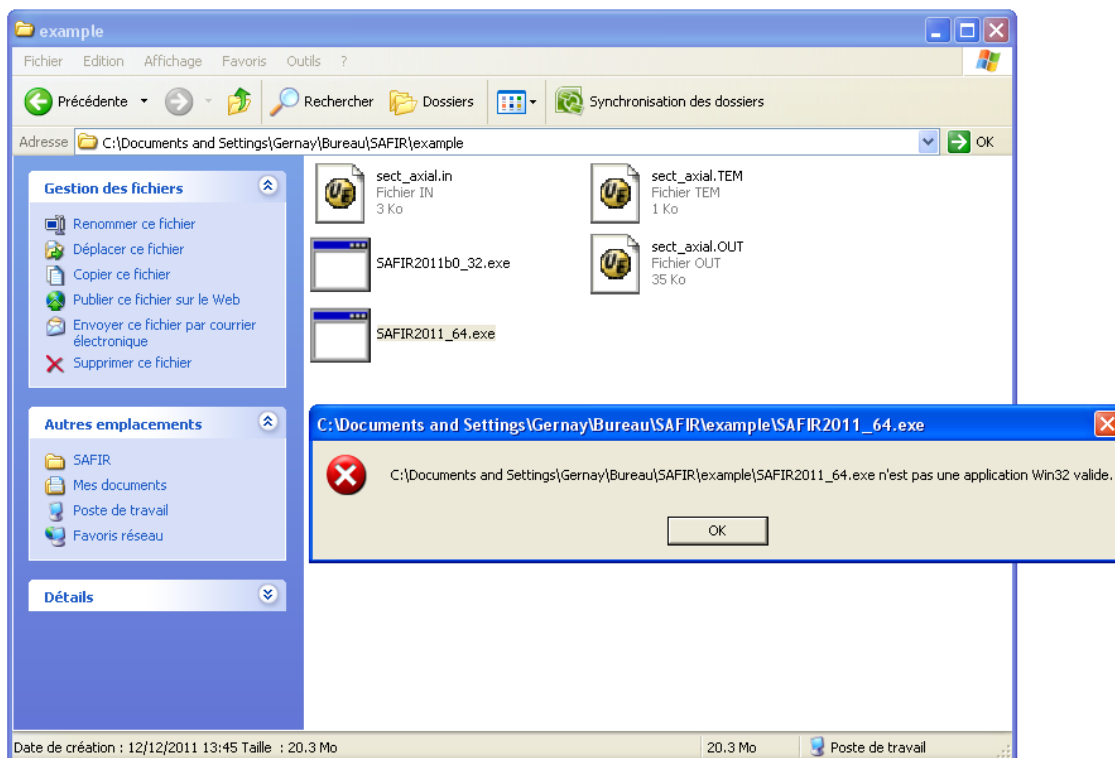 example
Fichier Edition Affichage Favoris Outils ?
Précédente Rechercher Dossiers Synchronisation des dossiers
Adresse C:\Documents and Settings\Gernay\Bureau\SAFIR\example OK
Gestion des fichiers
Renommer ce fichier
Déplacer ce fichier
Copier ce fichier
Publier ce fichier sur le Web
Envoyer ce fichier par courrier
électronique
Supprimer ce fichier
Autres emplacements
SAFIR
Mes documents
Poste de travail
Favoris réseau
Détails
sect_axial.in
Fichier IN
3 Ko
sect_axial.TEM
Fichier TEM
1 Ko
SAFIR2011b0_32.exe
sect_axial.OUT
Fichier OUT
35 Ko
SAFIR2011_64.exe
C:\Documents and Settings\Gernay\Bureau\SAFIR\example\SAFIR2011_64.exe
C:\Documents and Settings\Gernay\Bureau\SAFIR\example\SAFIR2011_64.exe n'est pas une application Win32 valide.
OK
Date de création : 12/12/2011 13:45 Taille : 20.3 Mo 20.3 Mo Poste de travail